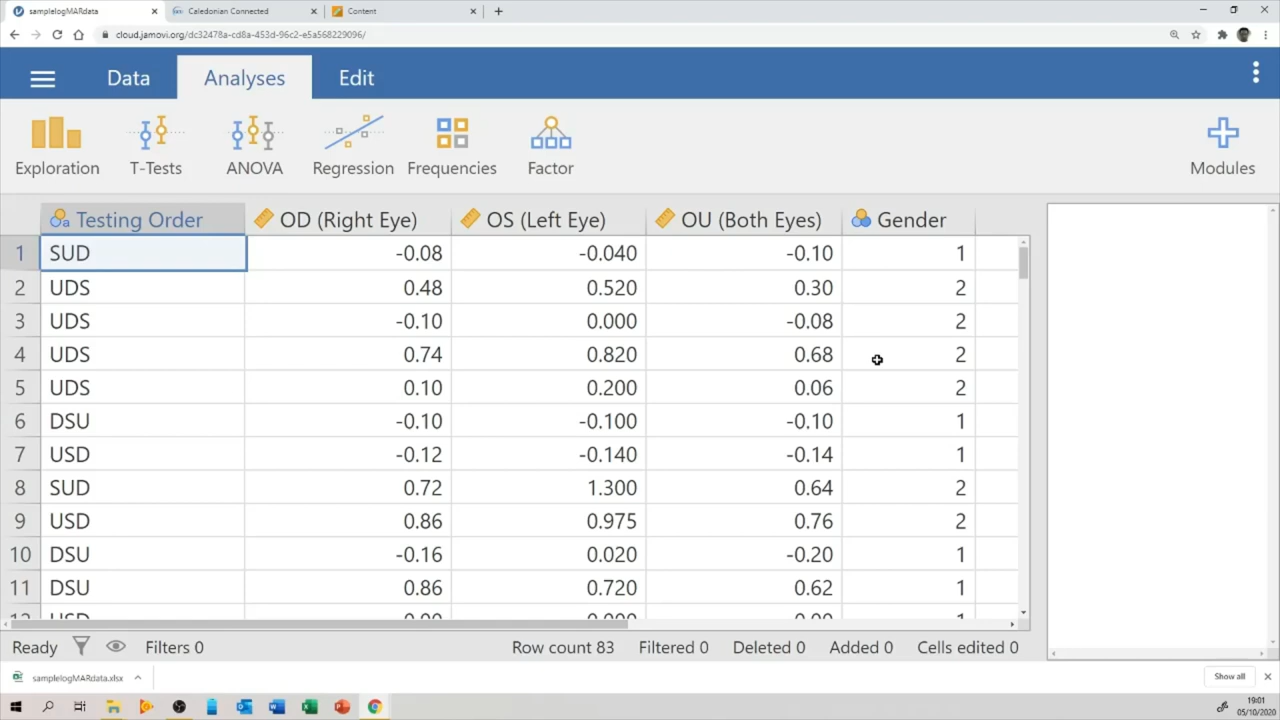 samplelogMARdata
Caledonian Connected
Content
cloud.jamovi.org/dc32478a-cd8a-453d-96c2-e5a568229096/
Data Analyses Edit
Exploration T-Tests ANOVA Regression Frequencies Factor Modules
Testing Order OD (Right Eye) OS (Left Eye) OU (Both Eyes) Gender
1 SUD -0.08 -0.040 -0.10 1
2 UDS 0.48 0.520 0.30 2
3 UDS -0.10 0.000 -0.08 2
4 UDS 0.74 0.820 0.68 2
5 UDS 0.10 0.200 0.06 2
6 DSU -0.10 -0.100 -0.10 1
7 USD -0.12 -0.140 -0.14 1
8 SUD 0.72 1.300 0.64 2
9 USD 0.86 0.975 0.76 2
10 DSU -0.16 0.020 -0.20 1
11 DSU 0.86 0.720 0.62 1
Ready Filters 0 Row count 83 Filtered 0 Deleted 0 Added 0 Cells edited 0
samplelogMARdata.xlsx Show all
19:01
05/10/2020